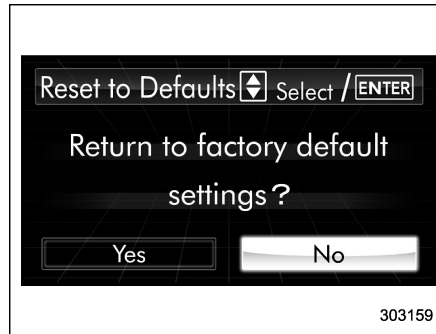 Reset to Defaults Select / ENTER
Return to factory default
settings?
Yes No
303159